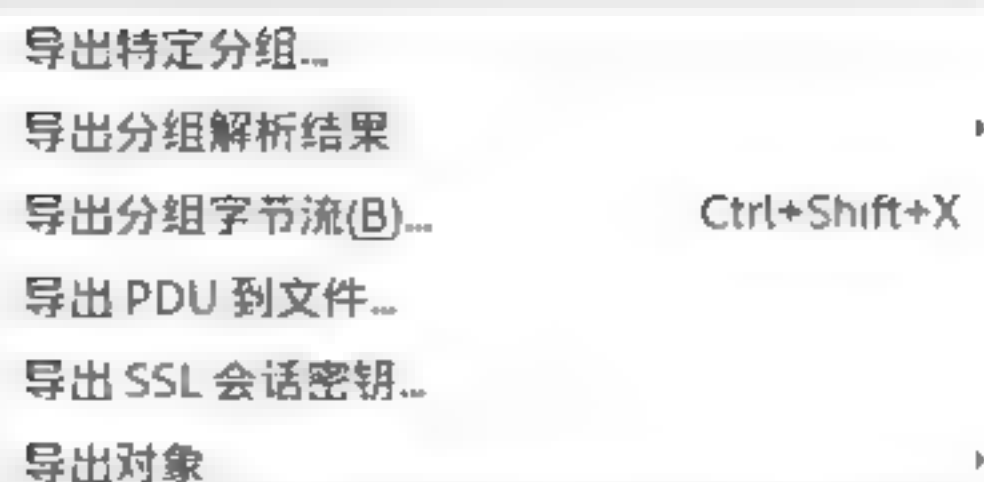 导出特定分组...
导出分组解析结果
导出分组字节流(B)... Ctrl+Shift+X
导出 PDU 到文件...
导出 SSL 会话密钥...
导出对象